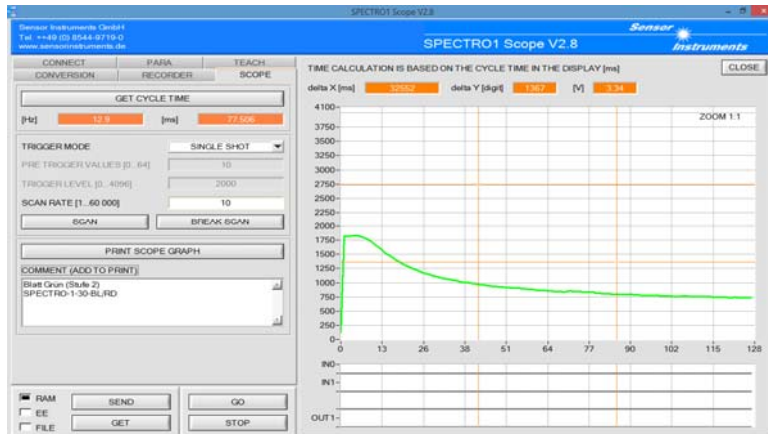 SPECTRO1 Scope V2.8
Sensor Instruments GmbH
Tel. ++49 (0) 8544-9719-0
www.sensorinstruments.de
SPECTRO1 Scope V2.8
Sensor
Instruments
CONNECT PARA TEACH
CONVERSION RECORDER SCOPE
GET CYCLE TIME
[Hz] 12.9 [ms] 77.506
TRIGGER MODE SINGLE SHOT
PRE TRIGGER VALUES [0..64] 10
TRIGGER LEVEL [0...4096] 2000
SCAN RATE [1...60 000] 10
SCAN BREAK SCAN
PRINT SCOPE GRAPH
COMMENT (ADD TO PRINT)
Blatt Grün (Stufe 2)
SPECTRO-1-30-BL/RD
RAM
EE
FILE
SEND GO
GET STOP
TIME CALCULATION IS BASED ON THE CYCLE TIME IN THE DISPLAY [ms]
CLOSE
delta X [ms] 32552 delta Y [digit] 1367 [V] 3.34
ZOOM 1:1
4100
3750
3500
3250
3000
2750
2500
2250
2000
1750
1500
1250
1000
750
500
250
0
0 13 26 38 51 64 77 90 102 115 128
IN0
IN1
OUT1